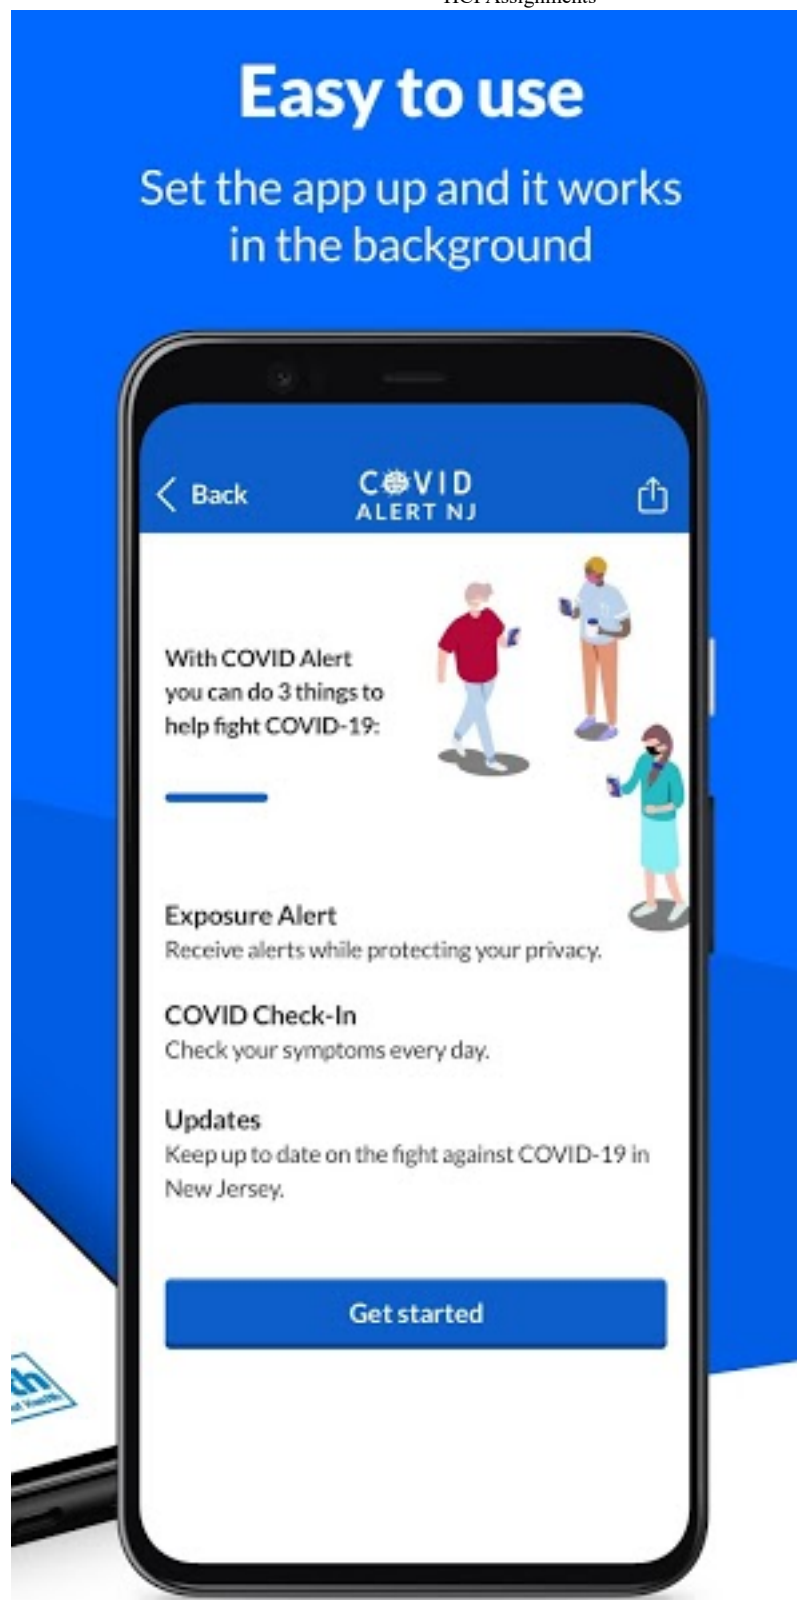 HCI Assignments
Easy to use
Set the app up and it works
in the background
Back
COVID
ALERT NJ
With COVID Alert
you can do 3 things to
help fight COVID-19:
Exposure Alert
Receive alerts while protecting your privacy.
COVID Check-In
Check your symptoms every day.
Updates
Keep up to date on the fight against COVID-19 in
New Jersey.
Get started